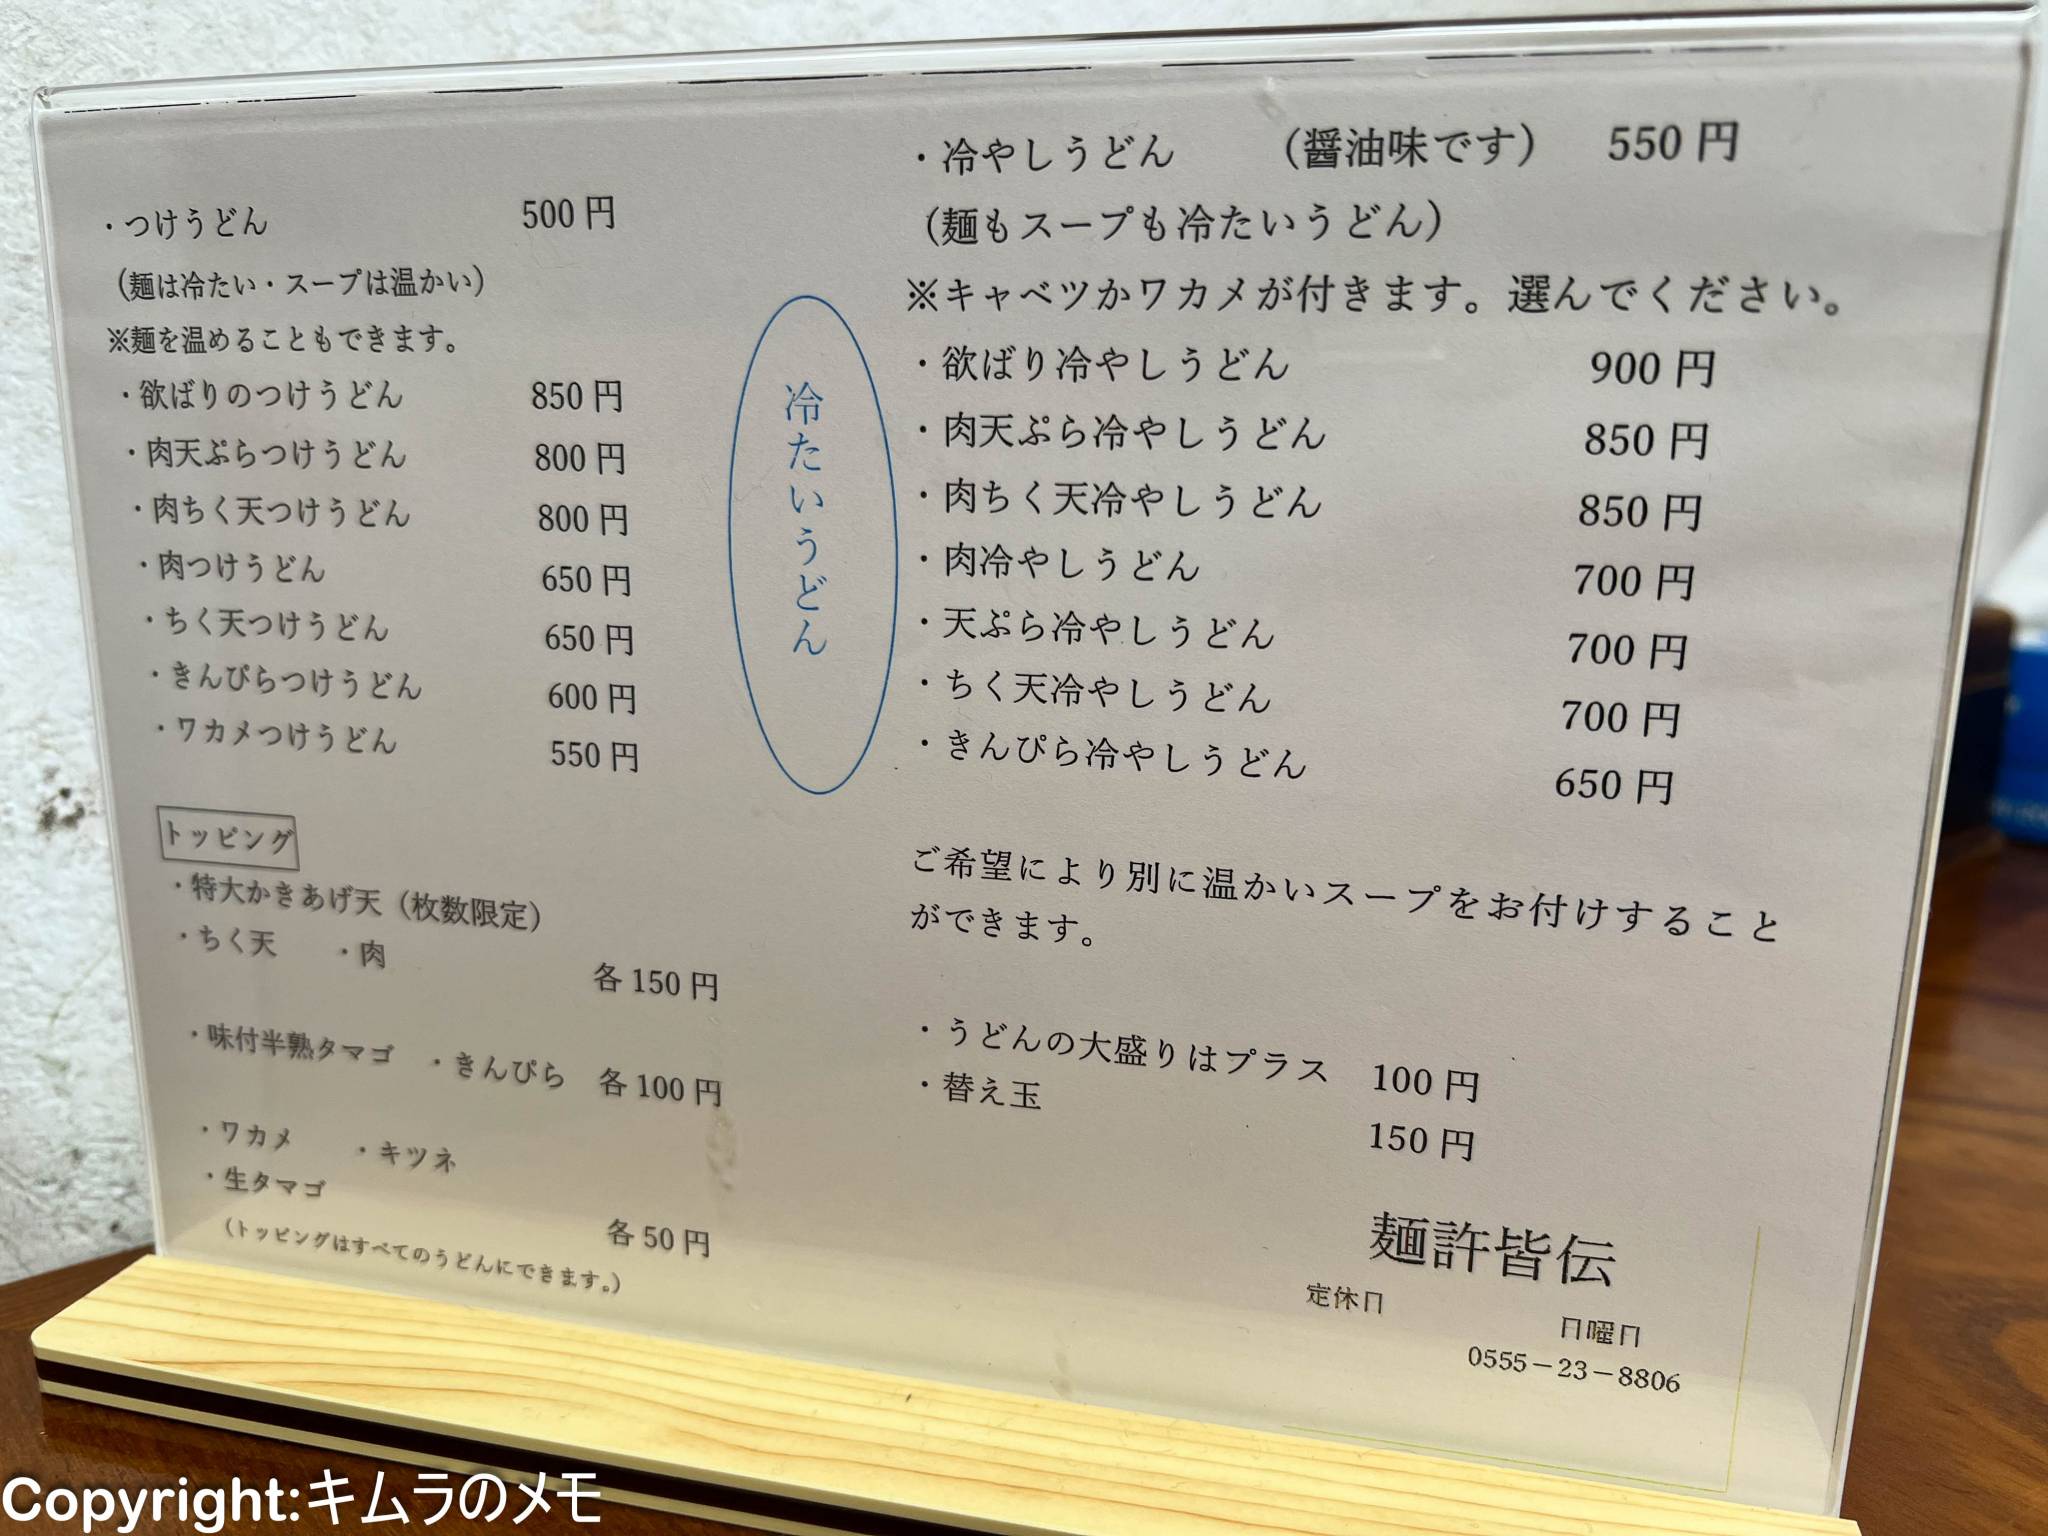 ・つけうどん 500円
（麺は冷たい・スープは温かい）
※麺を温めることもできます。
・欲ばりのつけうどん 850円
・肉天ぷらつけうどん 800円
・肉ちく天つけうどん 800円
・肉つけうどん 650円
・ちく天つけうどん 650円
・きんぴらつけうどん 600円
・ワカメつけうどん 550円
トッピング
・特大かきあげ天（枚数限定）
・ちく天 ・肉
各150円
・味付半熟タマゴ ・きんぴら 各100円
・ワカメ ・キツネ
・生タマゴ
各50円
（トッピングはすべてのうどんにできます。）
冷たいうどん
・冷やしうどん （醤油味です） 550円
（麺もスープも冷たいうどん）
※キャベツかワカメが付きます。選んでください。
・欲ばり冷やしうどん 900円
・肉天ぷら冷やしうどん 850円
・肉ちく天冷やしうどん 850円
・肉冷やしうどん 700円
・天ぷら冷やしうどん 700円
・ちく天冷やしうどん 700円
・きんぴら冷やしうどん 650円
ご希望により別に温かいスープをお付けすること
ができます。
・うどんの大盛りはプラス 100円
・替え玉 150円
麺許皆伝
定休日 日曜日
0555－23－8806
Copyright:キムラのメモ